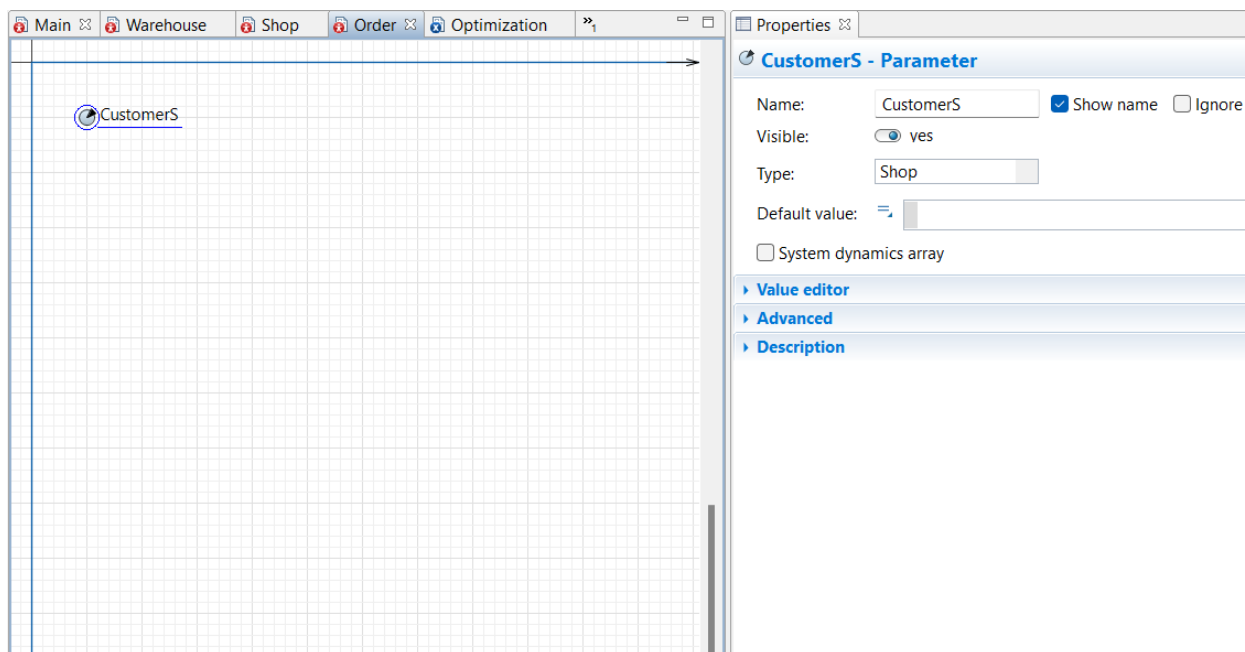 Main Warehouse Shop Order Optimization »1
CustomerS
Properties
CustomerS - Parameter
Name: CustomerS Show name Ignore
Visible: yes
Type: Shop
Default value:
System dynamics array
Value editor
Advanced
Description